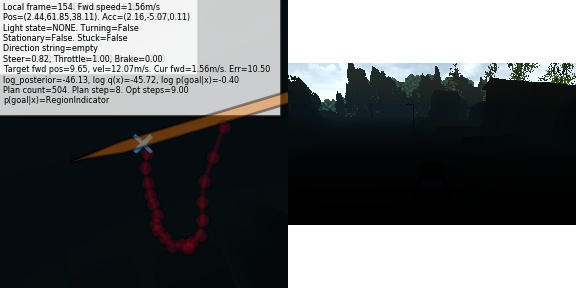 Local frame=154. Fwd speed=1.56m/s
Pos=(2.44,61.85,38.11). Acc=(2.16,-5.07,0.11)
Light state=NONE. Turning=False
Stationary=False. Stuck=False
Direction string=empty
Steer=0.82, Throttle=1.00, Brake=0.00
Target fwd pos=9.65, vel=12.07m/s. Cur fwd=1.56m/s. Err=10.50
log_posterior=-46.13, log q(x)=-45.72, log p(goal|x)=-0.40
Plan count=504. Plan step=8. Opt steps=9.00
p(goal|x)=RegionIndicator